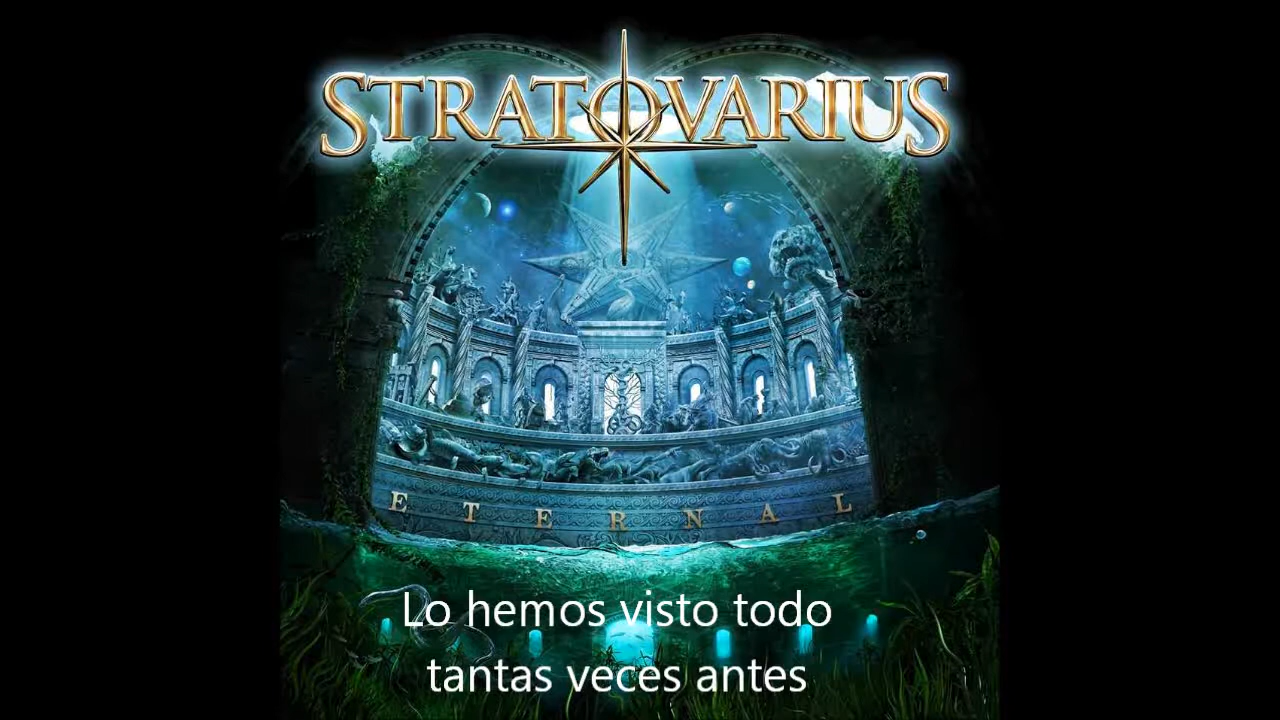 STRATOVARIUS
ETERNAL
Lo hemos visto todo
tantas veces antes